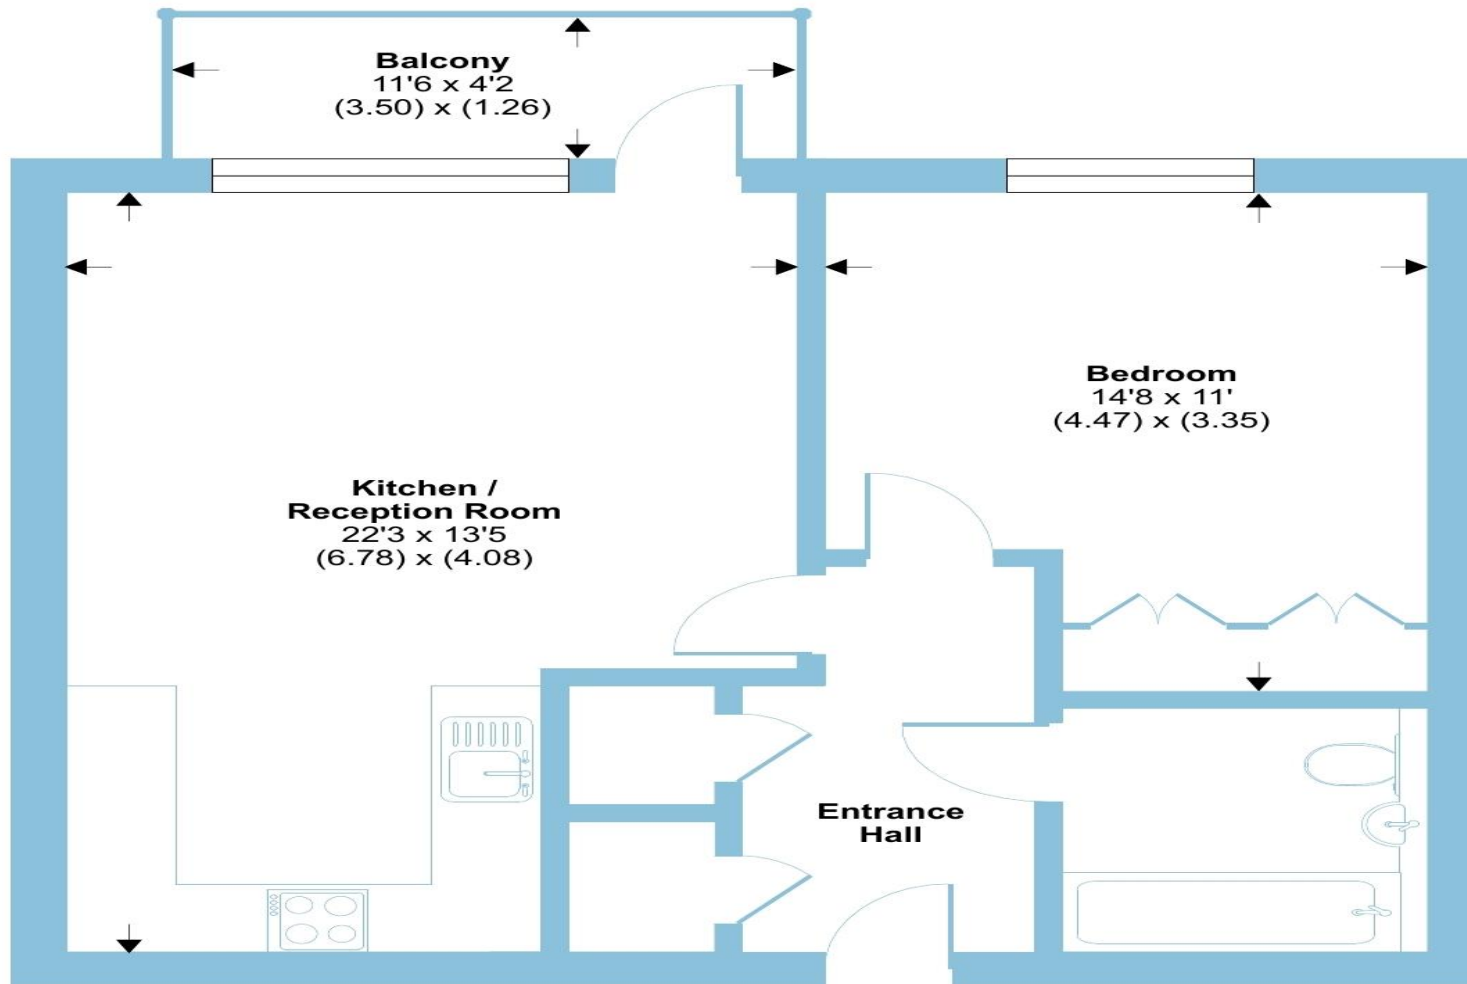 Balcony
11'6 x 4'2
(3.50) x (1.26)
Bedroom
14'8 x 11'
(4.47) x (3.35)
Kitchen /
Reception Room
22'3 x 13'5
(6.78) x (4.08)
Entrance
Hall